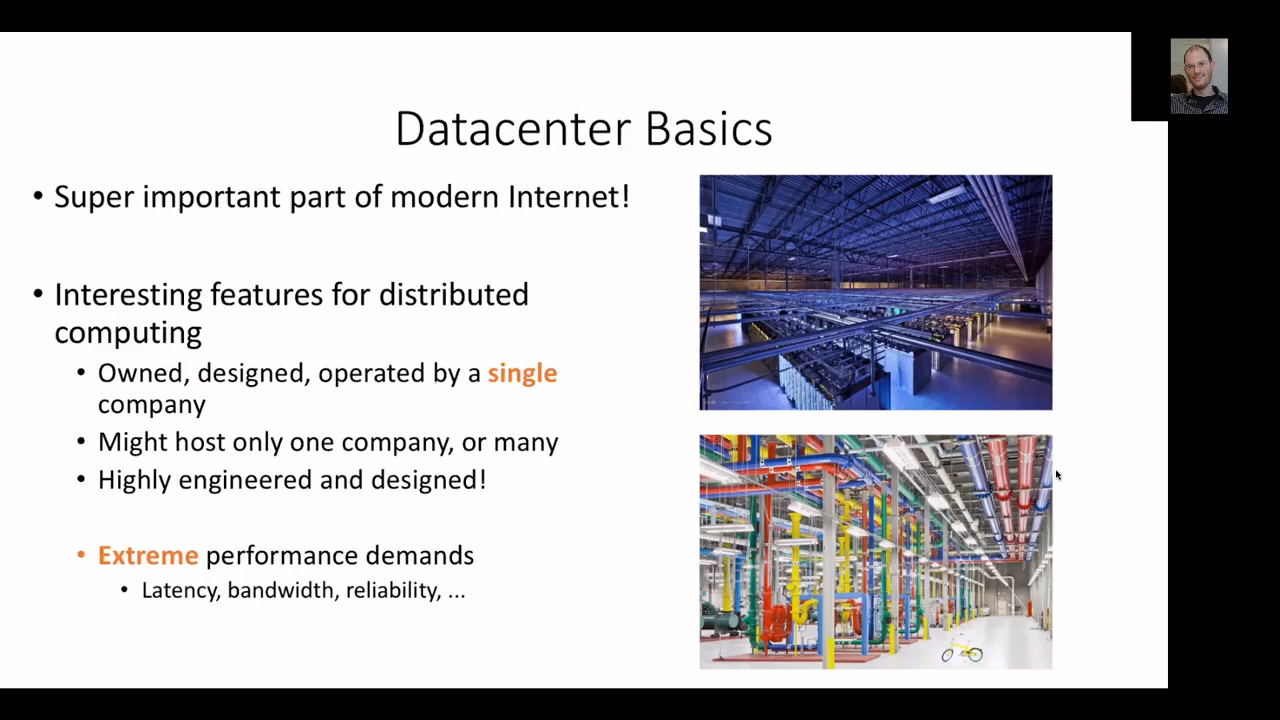 Datacenter Basics
• Super important part of modern Internet!
• Interesting features for distributed
computing
• Owned, designed, operated by a single
company
• Might host only one company, or many
• Highly engineered and designed!
• Extreme performance demands
• Latency, bandwidth, reliability, ...